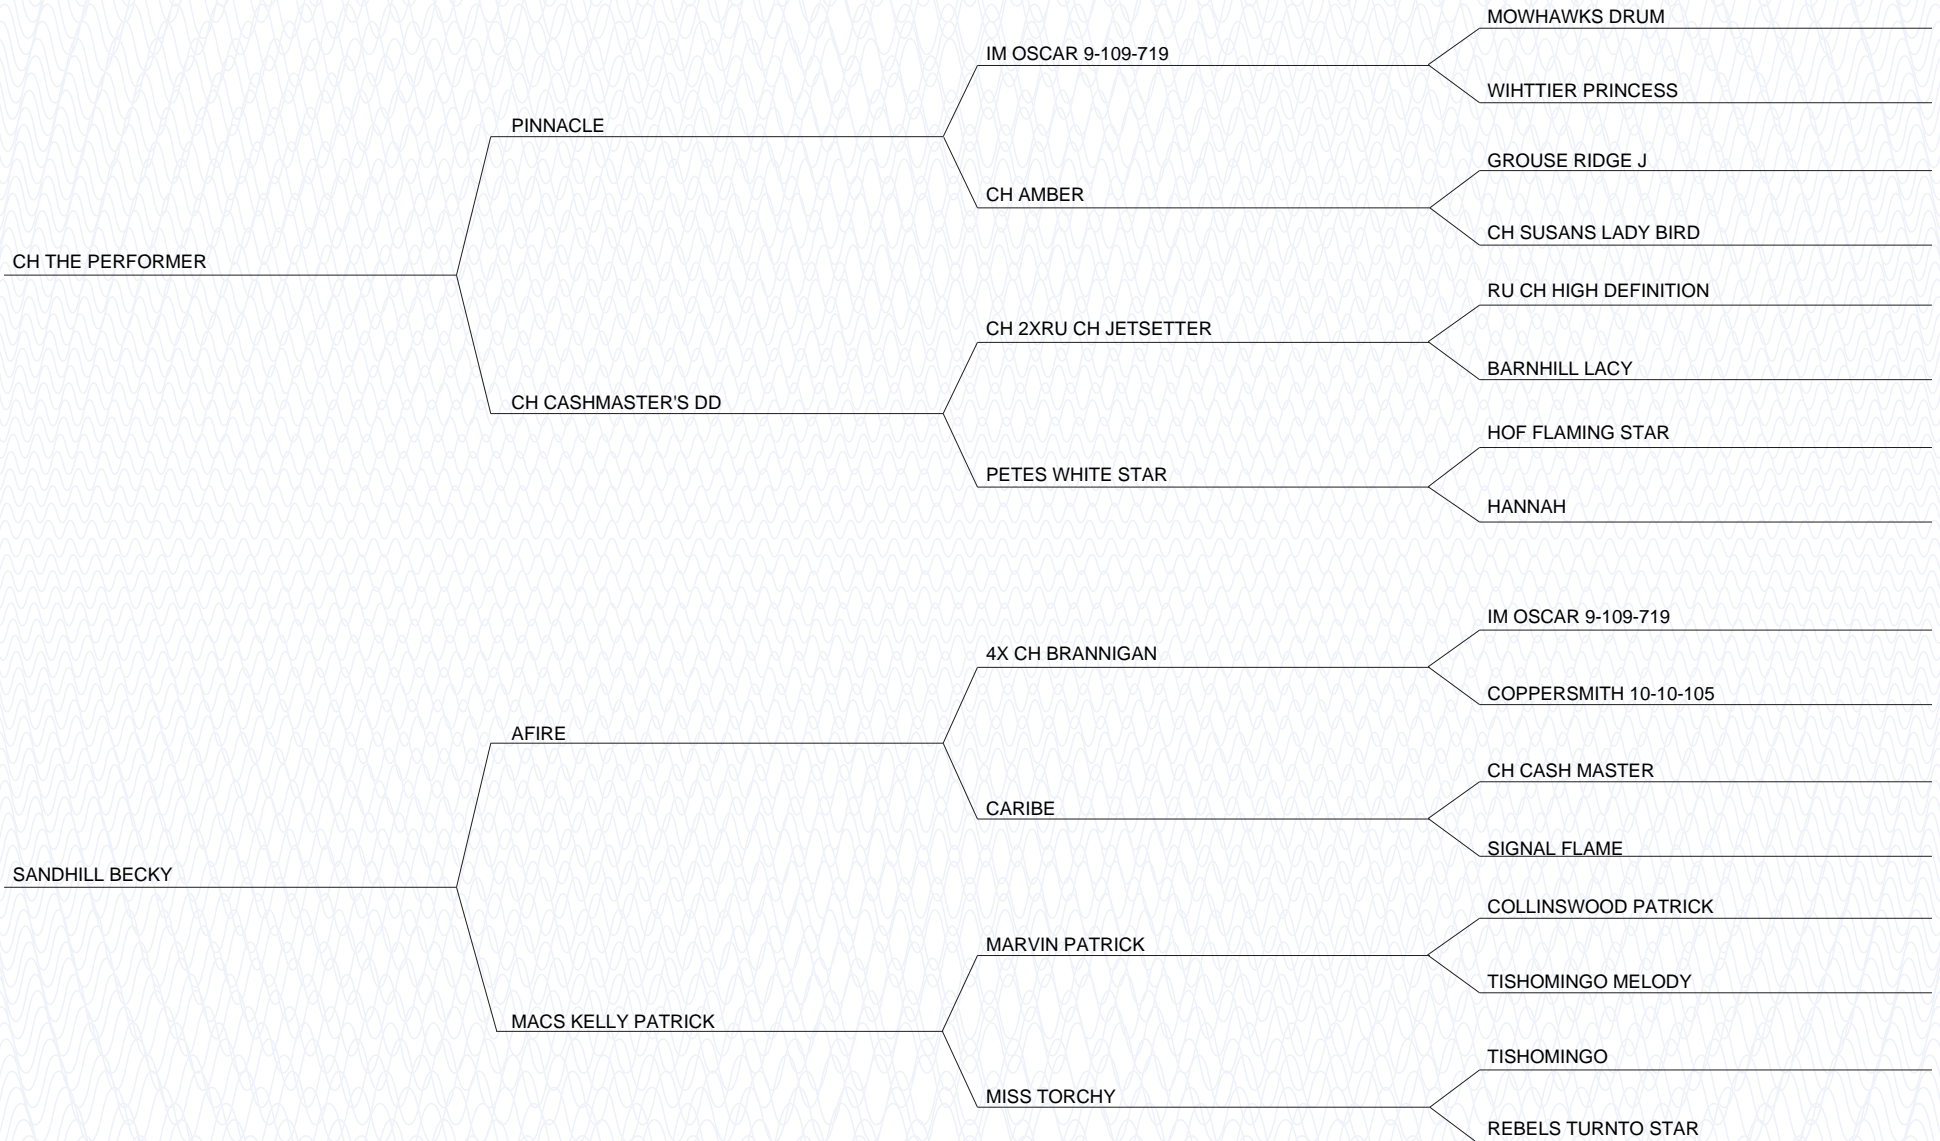 MOWHAWKS DRUM
IM OSCAR 9-109-719
WIHTTIER PRINCESS
PINNACLE
GROUSE RIDGE J
CH AMBER
CH SUSANS LADY BIRD
CH THE PERFORMER
RU CH HIGH DEFINITION
CH 2XRU CH JETSETTER
BARNHILL LACY
CH CASHMASTER'S DD
HOF FLAMING STAR
PETES WHITE STAR
HANNAH
IM OSCAR 9-109-719
4X CH BRANNIGAN
COPPERSMITH 10-10-105
AFIRE
CH CASH MASTER
CARIBE
SIGNAL FLAME
SANDHILL BECKY
COLLINSWOOD PATRICK
MARVIN PATRICK
TISHOMINGO MELODY
MACS KELLY PATRICK
TISHOMINGO
MISS TORCHY
REBELS TURNTO STAR